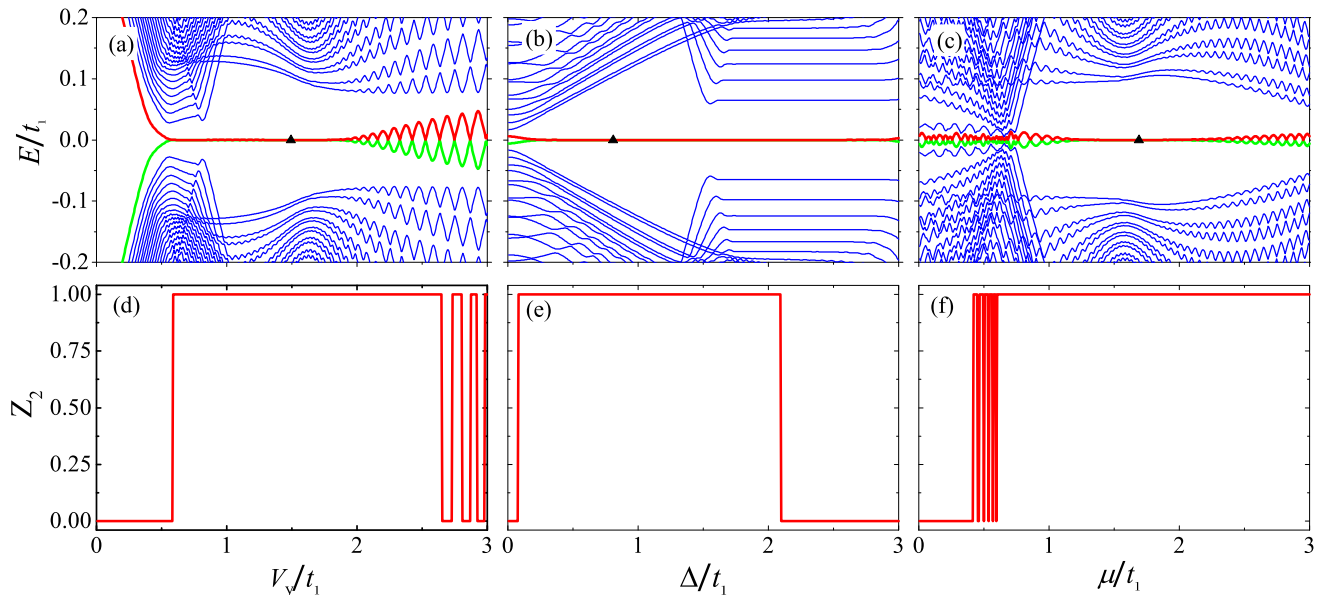 (a) (b) (c)
0.2
0.1
0.0
-0.1
-0.2
E/t₁
(d) (e) (f)
1.00
0.75
0.50
0.25
0.00
Z₂
0 1 2 3 0 1 2 3 0 1 2 3
Vᵥ/t₁ Δ/t₁ μ/t₁